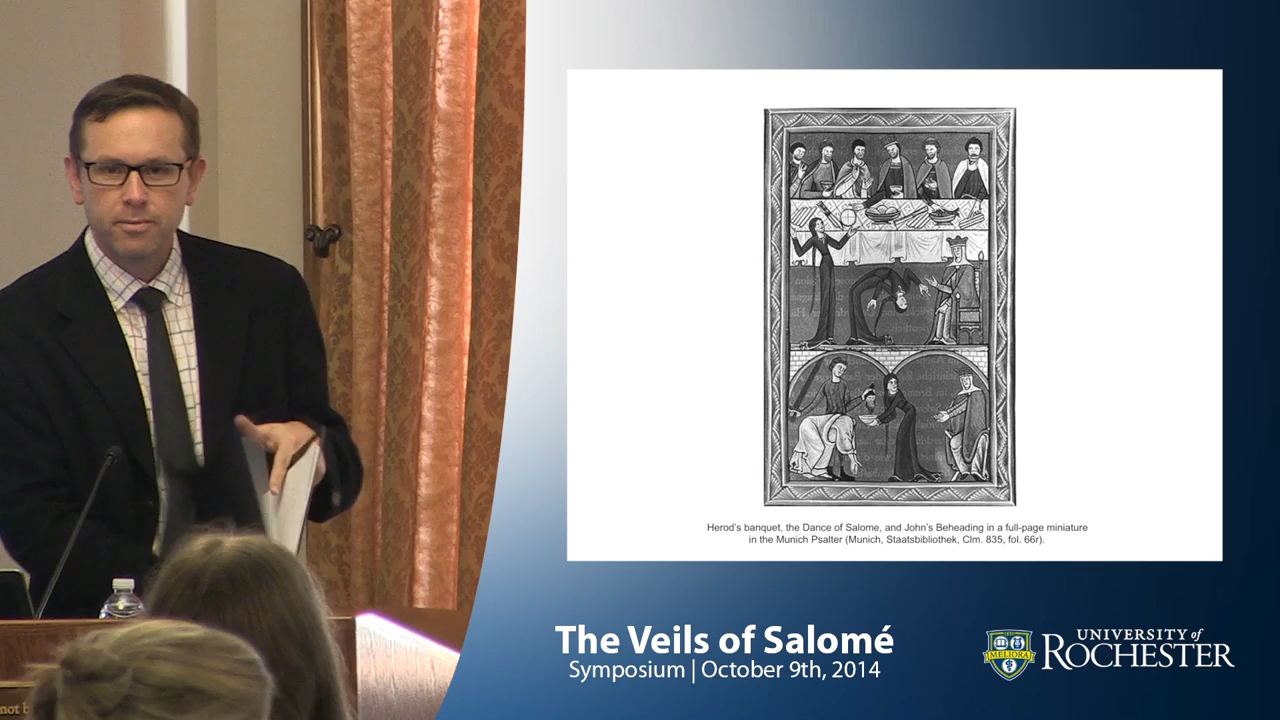 Herod's banquet, the Dance of Salome, and John's Beheading in a full-page miniature
in the Munich Psalter (Munich, Staatsbibliothek, Clm. 835, fol. 66r).
The Veils of Salomé
Symposium | October 9th, 2014
MELIORA
UNIVERSITY of
ROCHESTER
not b